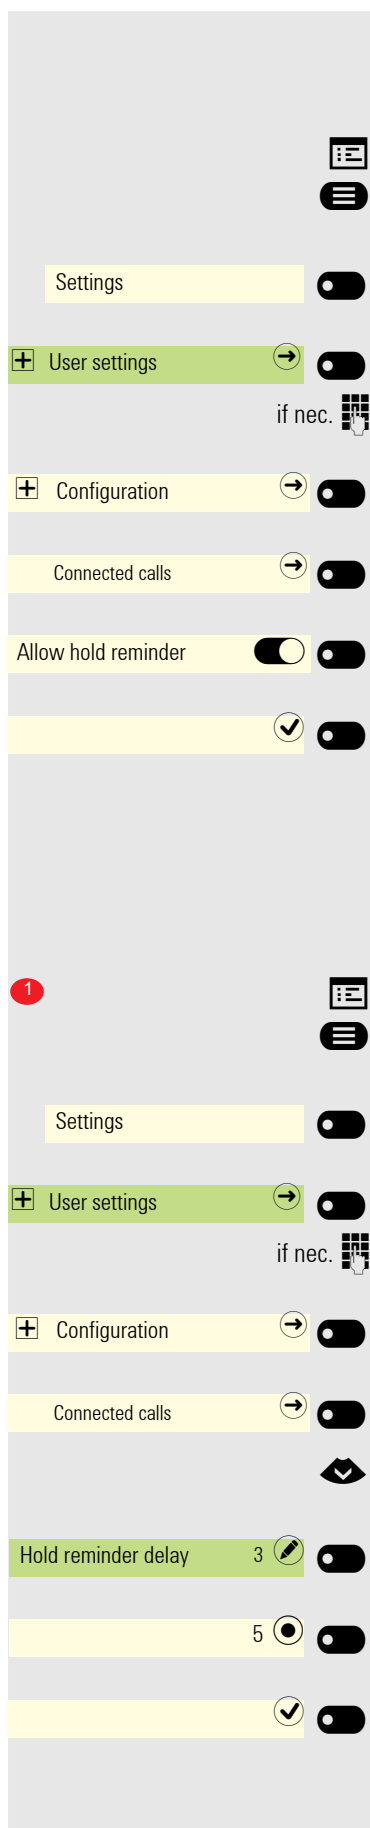 Settings
User settings
if nec.
Configuration
Connected calls
Allow hold reminder
1
Settings
User settings
if nec.
Configuration
Connected calls
Hold reminder delay 3
5